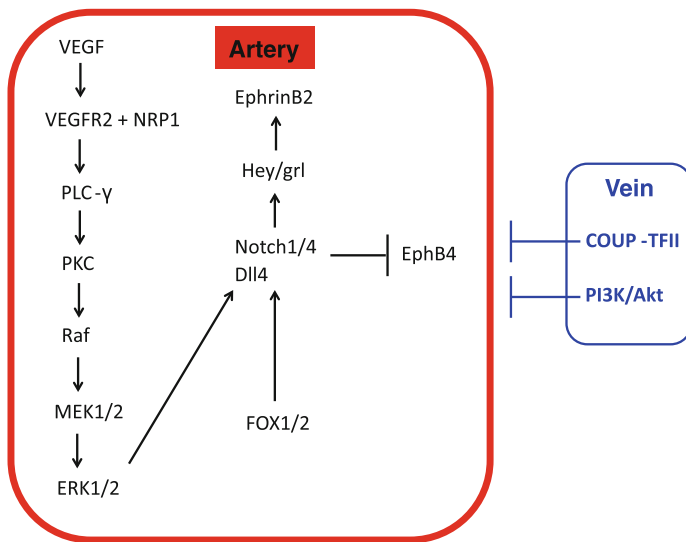 VEGF
VEGFR2 + NRP1
PLC-γ
PKC
Raf
MEK1/2
ERK1/2
Artery
EphrinB2
Hey/grl
Notch1/4
Dll4
EphB4
FOX1/2
Vein
COUP -TFII
PI3K/Akt